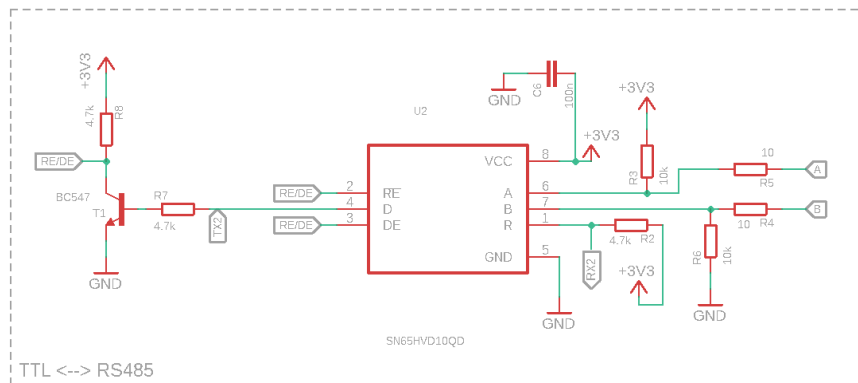 +3V3
4.7k
R8
RE/DE
BC547
T1
R7
4.7k
TX2
GND
RE/DE
RE/DE
2
4
3
U2
RE
D
DE
VCC
A
B
R
GND
8
6
7
1
5
SN65HVD10QD
GND
C6
100n
+3V3
+3V3
R3
10k
10
R5
A
10
R4
B
4.7k
R2
RX2
+3V3
R6
10k
GND
GND
TTL <--> RS485